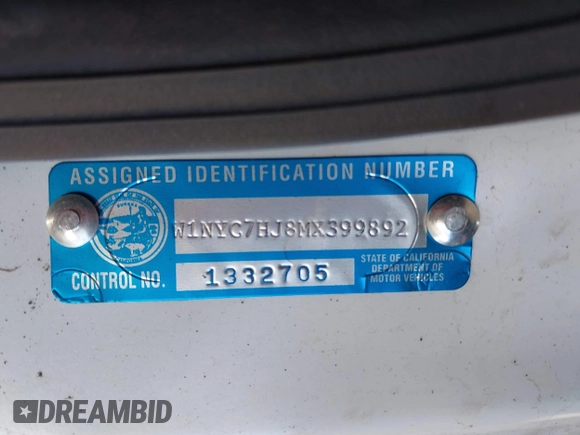 ASSIGNED IDENTIFICATION NUMBER
W1NYC7HJ8MX399892
CONTROL NO. 1332705
STATE OF CALIFORNIA
DEPARTMENT OF
MOTOR VEHICLES
DREAMBID